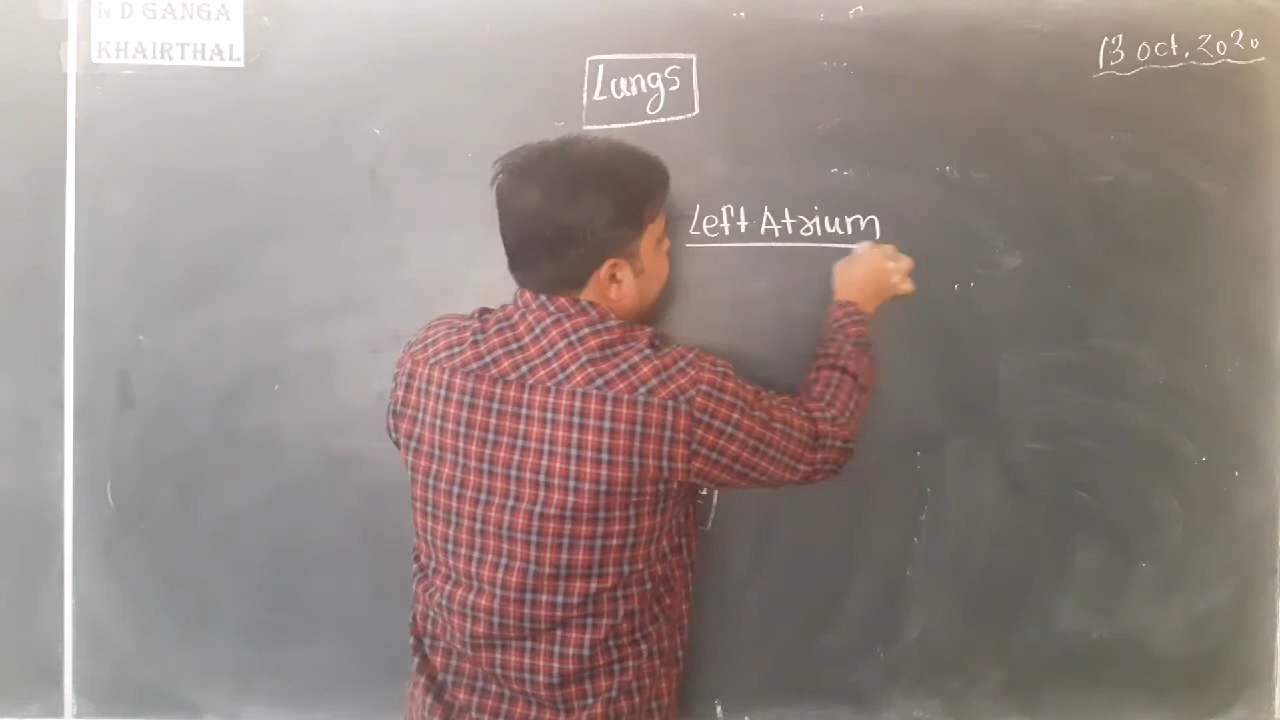 N D GANGA
KHAIRTHAL
13 oct. 2020
Lungs
Left Atrium